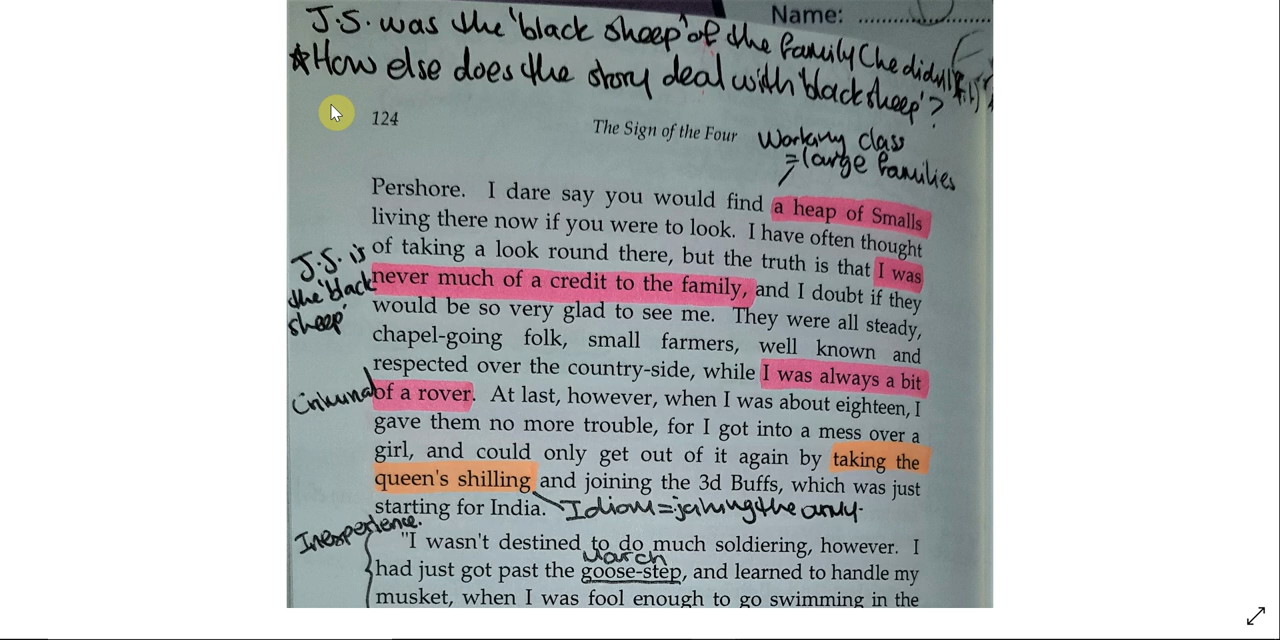 Name: ..................
J.S. was the 'black sheep' of the family (he didn't fit)
*How else does the story deal with 'black sheep'?
124
The Sign of the Four
Working class
= large families
Pershore. I dare say you would find a heap of Smalls
living there now if you were to look. I have often thought
of taking a look round there, but the truth is that I was
never much of a credit to the family, and I doubt if they
would be so very glad to see me. They were all steady,
chapel-going folk, small farmers, well known and
respected over the country-side, while I was always a bit
of a rover. At last, however, when I was about eighteen, I
gave them no more trouble, for I got into a mess over a
girl, and could only get out of it again by taking the
queen's shilling and joining the 3d Buffs, which was just
starting for India.
J.S. is
the 'black
sheep'
Criminal
Idiom = joining the army.
Inexperience.
"I wasn't destined to do much soldiering, however. I
March
had just got past the goose-step, and learned to handle my
musket, when I was fool enough to go swimming in the